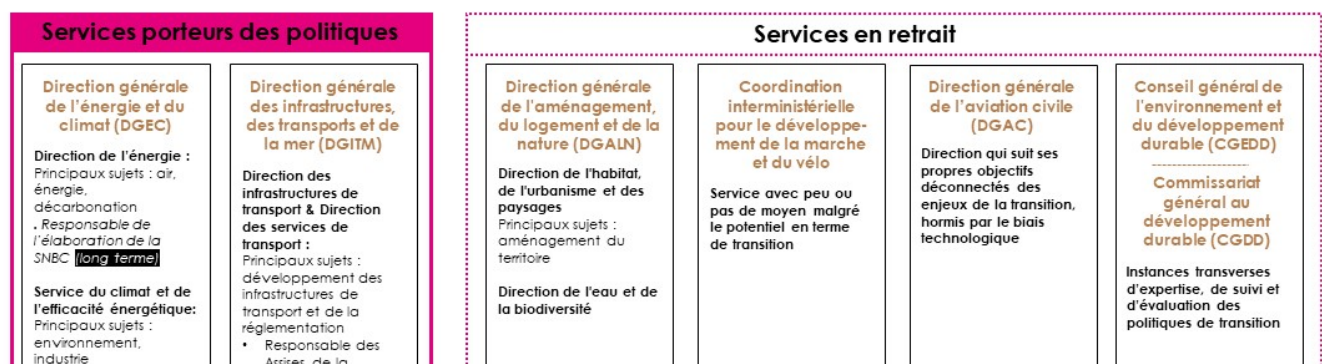 Services porteurs des politiques
Direction générale
de l'énergie et du
climat (DGEC)
Direction de l'énergie :
Principaux sujets : air,
énergie,
décarbonation
. Responsable de
l'élaboration de la
SNBC (long terme)
Service du climat et de
l'efficacité énergétique:
Principaux sujets :
environnement,
industrie
Direction générale
des infrastructures,
des transports et de
la mer (DGITM)
Direction des
infrastructures de
transport & Direction
des services de
transport :
Principaux sujets :
développement des
infrastructures de
transport et de la
réglementation
• Responsable des
Assises de la
Services en retrait
Direction générale
de l'aménagement,
du logement et de la
nature (DGALN)
Direction de l'habitat,
de l'urbanisme et des
paysages
Principaux sujets :
aménagement du
territoire
Direction de l'eau et de
la biodiversité
Coordination
interministérielle
pour le développe-
ment de la marche
et du vélo
Service avec peu ou
pas de moyen malgré
le potentiel en terme
de transition
Direction générale
de l'aviation civile
(DGAC)
Direction qui suit ses
propres objectifs
déconnectés des
enjeux de la transition,
hormis par le biais
technologique
Conseil général de
l'environnement et
du développement
durable (CGEDD)
Commissariat
général au
développement
durable (CGDD)
Instances transverses
d'expertise, de suivi et
d'évaluation des
politiques de transition